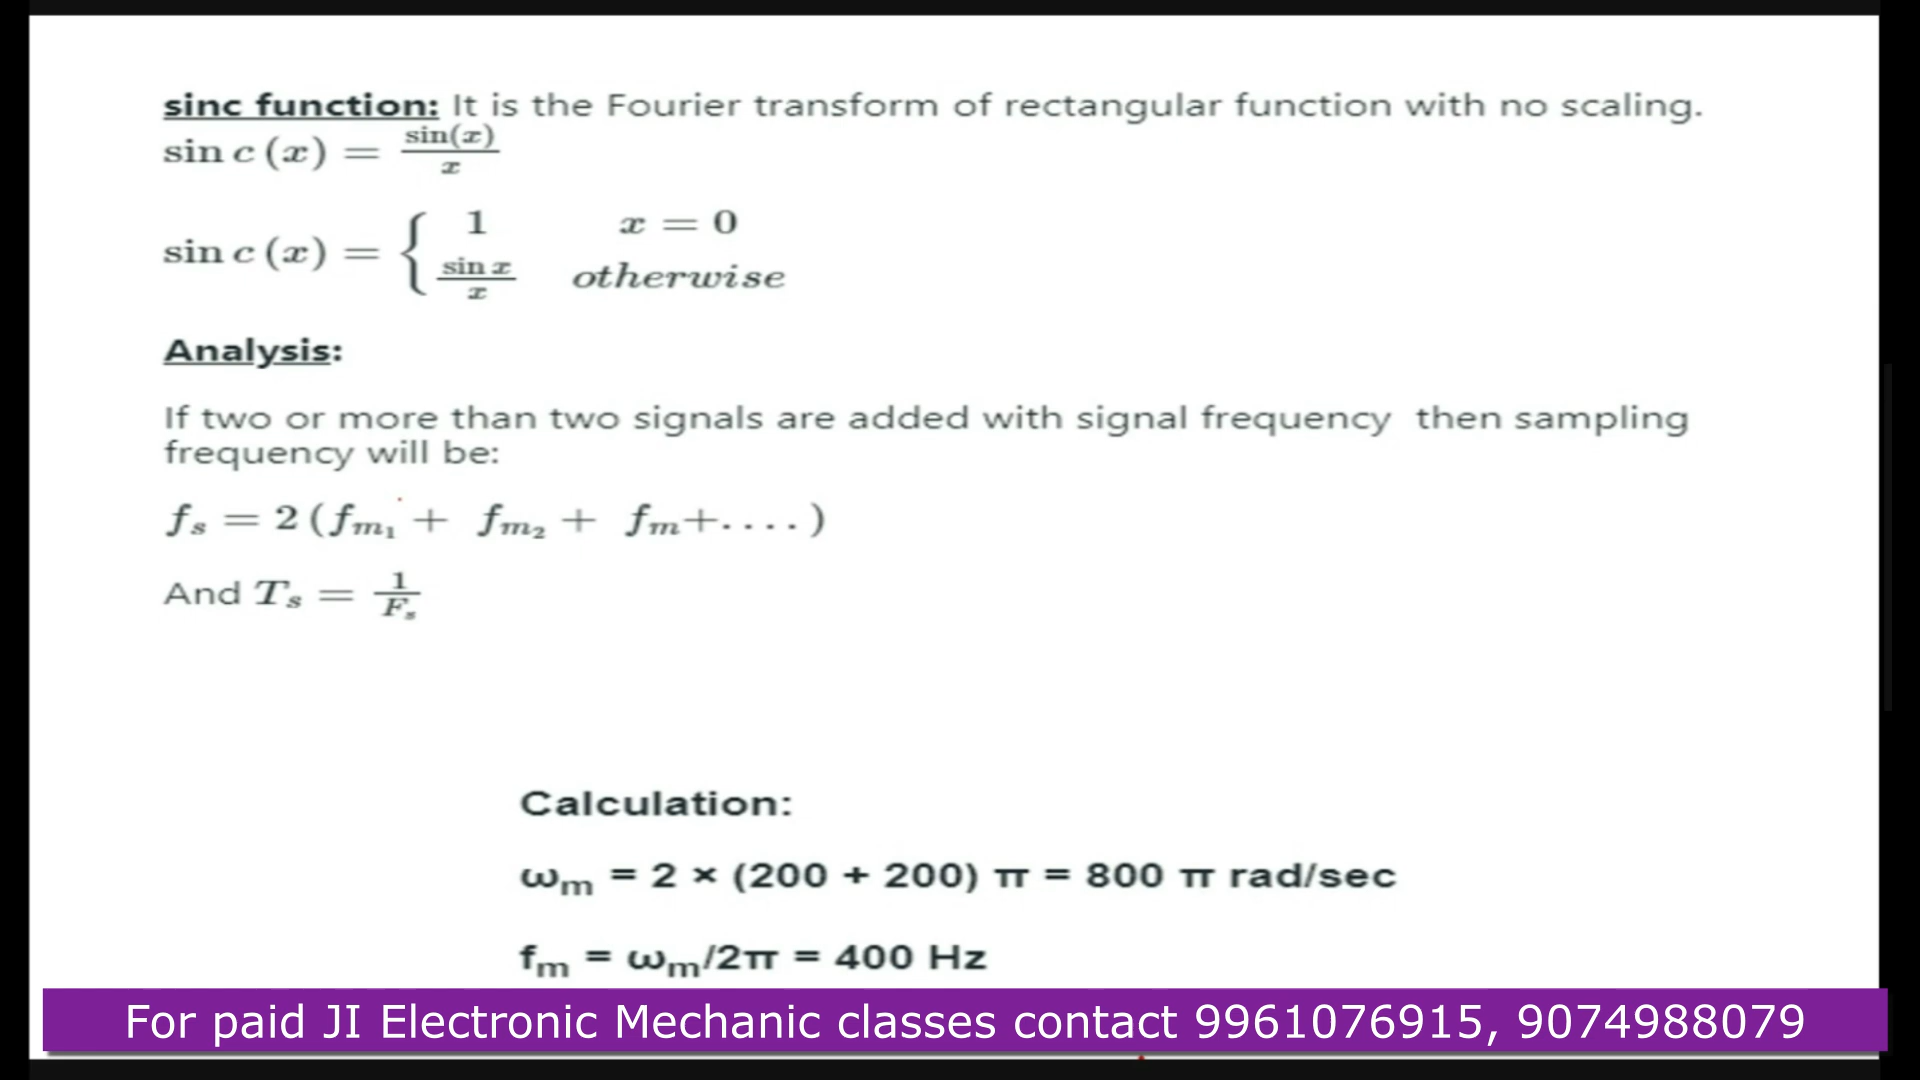 sinc function: It is the Fourier transform of rectangular function with no scaling.
sin c (x) = sin(x)/x
sin c (x) = { 1 x = 0
sin x/x otherwise
Analysis:
If two or more than two signals are added with signal frequency then sampling
frequency will be:
fs = 2 (fm1 + fm2 + fm+....)
And Ts = 1/Fs
Calculation:
ωm = 2 × (200 + 200) π = 800 π rad/sec
fm = ωm/2π = 400 Hz
For paid JI Electronic Mechanic classes contact 9961076915, 9074988079